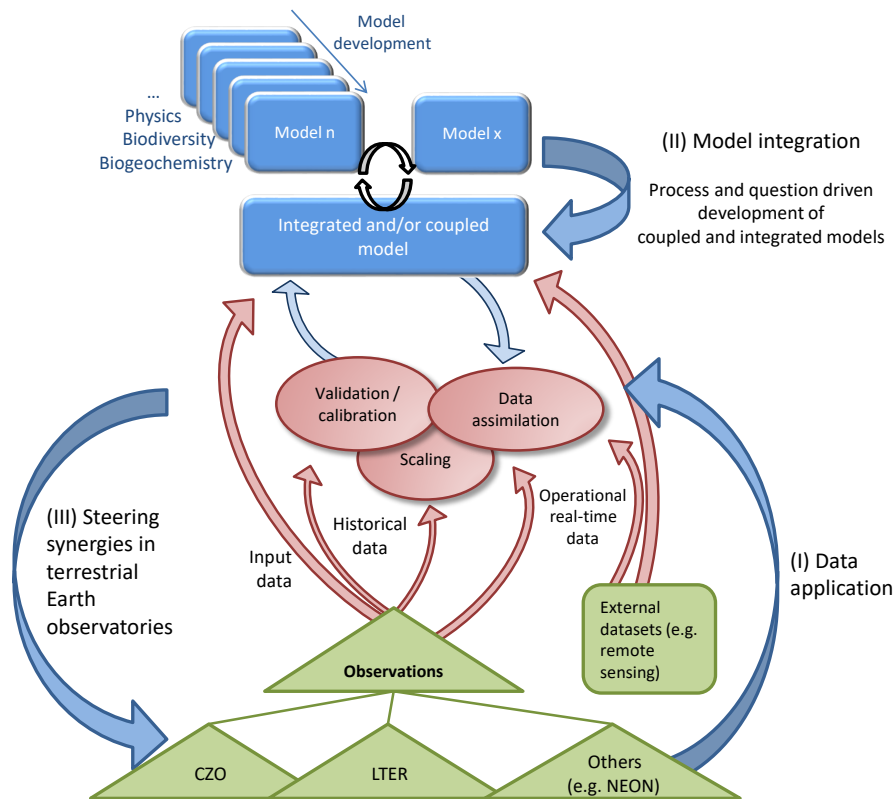 Model
development
…
Physics
Biodiversity
Biogeochemistry
Model n
Model x
(II) Model integration
Process and question driven
development of
coupled and integrated models
Integrated and/or coupled
model
Validation /
calibration
Data
assimilation
Scaling
(III) Steering
synergies in
terrestrial
Earth
observatories
Input
data
Historical
data
Operational
real-time
data
(I) Data
application
External
datasets (e.g.
remote
sensing)
Observations
CZO
LTER
Others
(e.g. NEON)